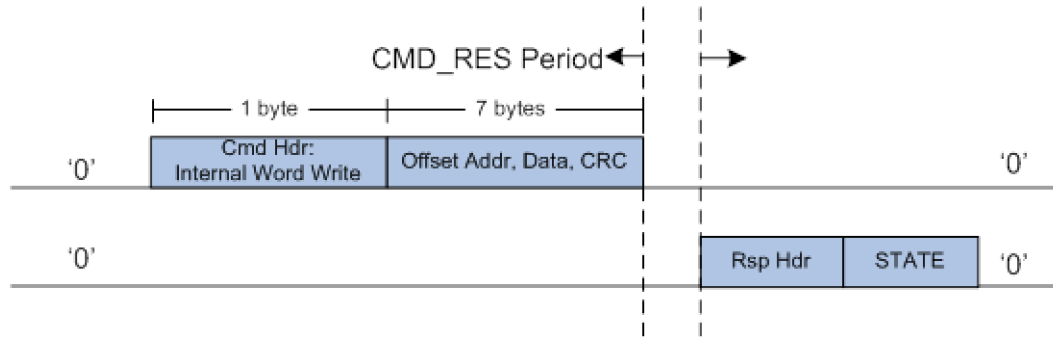 CMD_RES Period
1 byte
7 bytes
‘0’
Cmd Hdr:
Internal Word Write
Offset Addr, Data, CRC
‘0’
‘0’
Rsp Hdr
STATE
‘0’